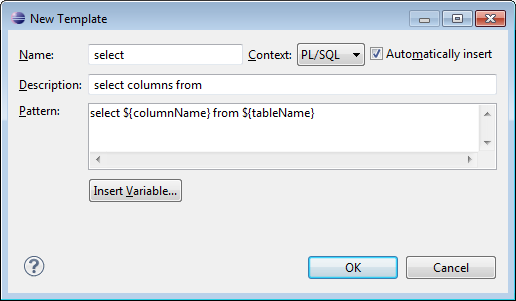 New Template
Name: select Context: PL/SQL Automatically insert
Description: select columns from
Pattern: select ${columnName} from ${tableName}
Insert Variable...
? OK Cancel